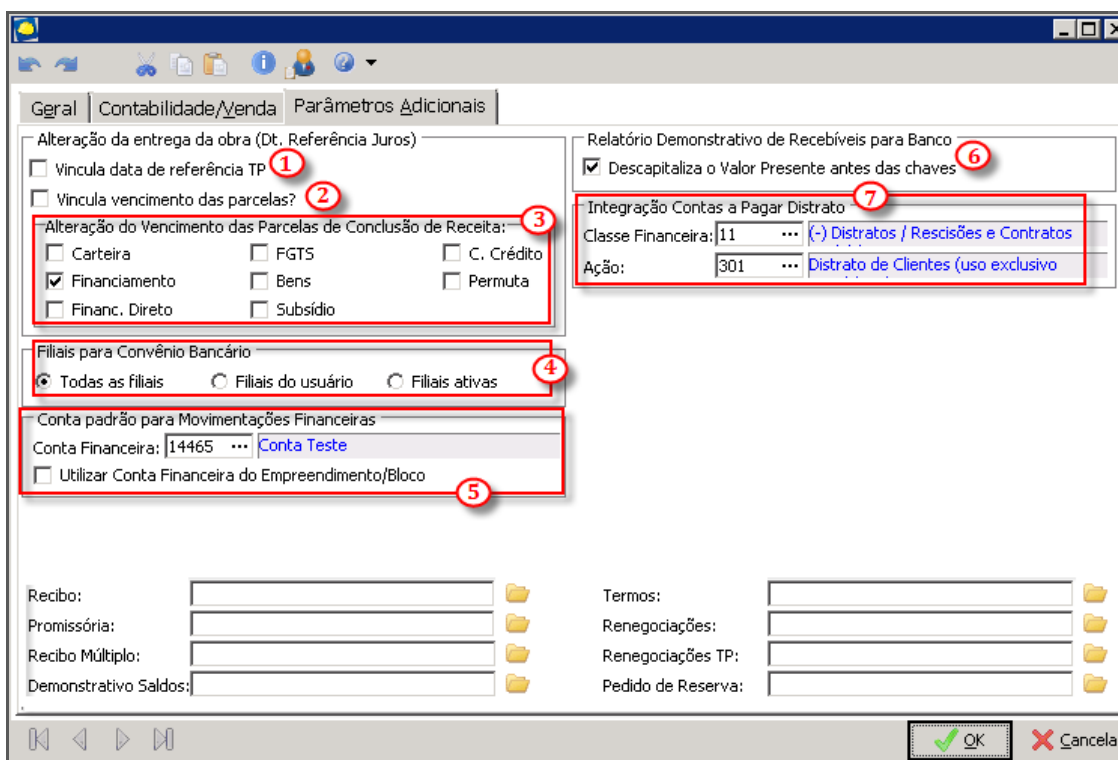 Geral
Contabilidade/Venda
Parâmetros Adicionais
Alteração da entrega da obra (Dt. Referência Juros)
Vincula data de referência TP
1
Vincula vencimento das parcelas?
2
Alteração do Vencimento das Parcelas de Conclusão de Receita:
3
Carteira
FGTS
C. Crédito
Financiamento
Bens
Permuta
Financ. Direto
Subsídio
Filiais para Convênio Bancário
Todas as filiais
Filiais do usuário
Filiais ativas
4
Conta padrão para Movimentações Financeiras
Conta Financeira: 14465 ... Conta Teste
Utilizar Conta Financeira do Empreendimento/Bloco
5
Relatório Demonstrativo de Recebíveis para Banco
Descapitaliza o Valor Presente antes das chaves
6
Integração Contas a Pagar Distrato
7
Classe Financeira: 11 ... (-) Distratos / Rescisões e Contratos
Ação: 301 ... Distrato de Clientes (uso exclusivo
Recibo:
Promissória:
Recibo Múltiplo:
Demonstrativo Saldos:
Termos:
Renegociações:
Renegociações TP:
Pedido de Reserva:
OK
Cancela